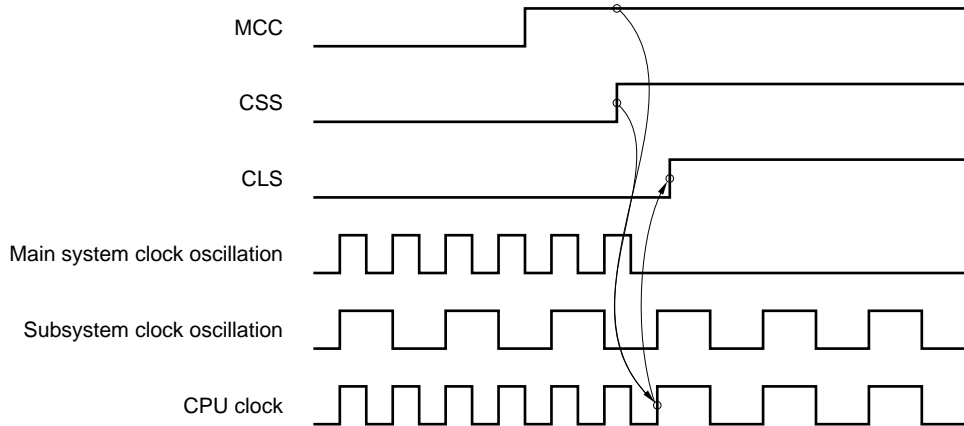 MCC
CSS
CLS
Main system clock oscillation
Subsystem clock oscillation
CPU clock